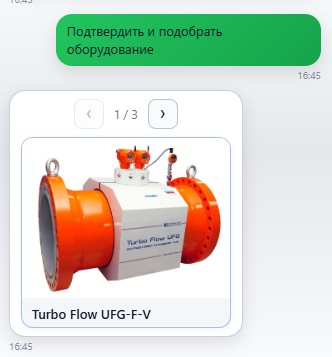 16:45
Подтвердить и подобрать
оборудование
16:45
‹ 1 / 3 ›
Turbo Flow UFG
Turbo Flow UFG-F-V
16:45